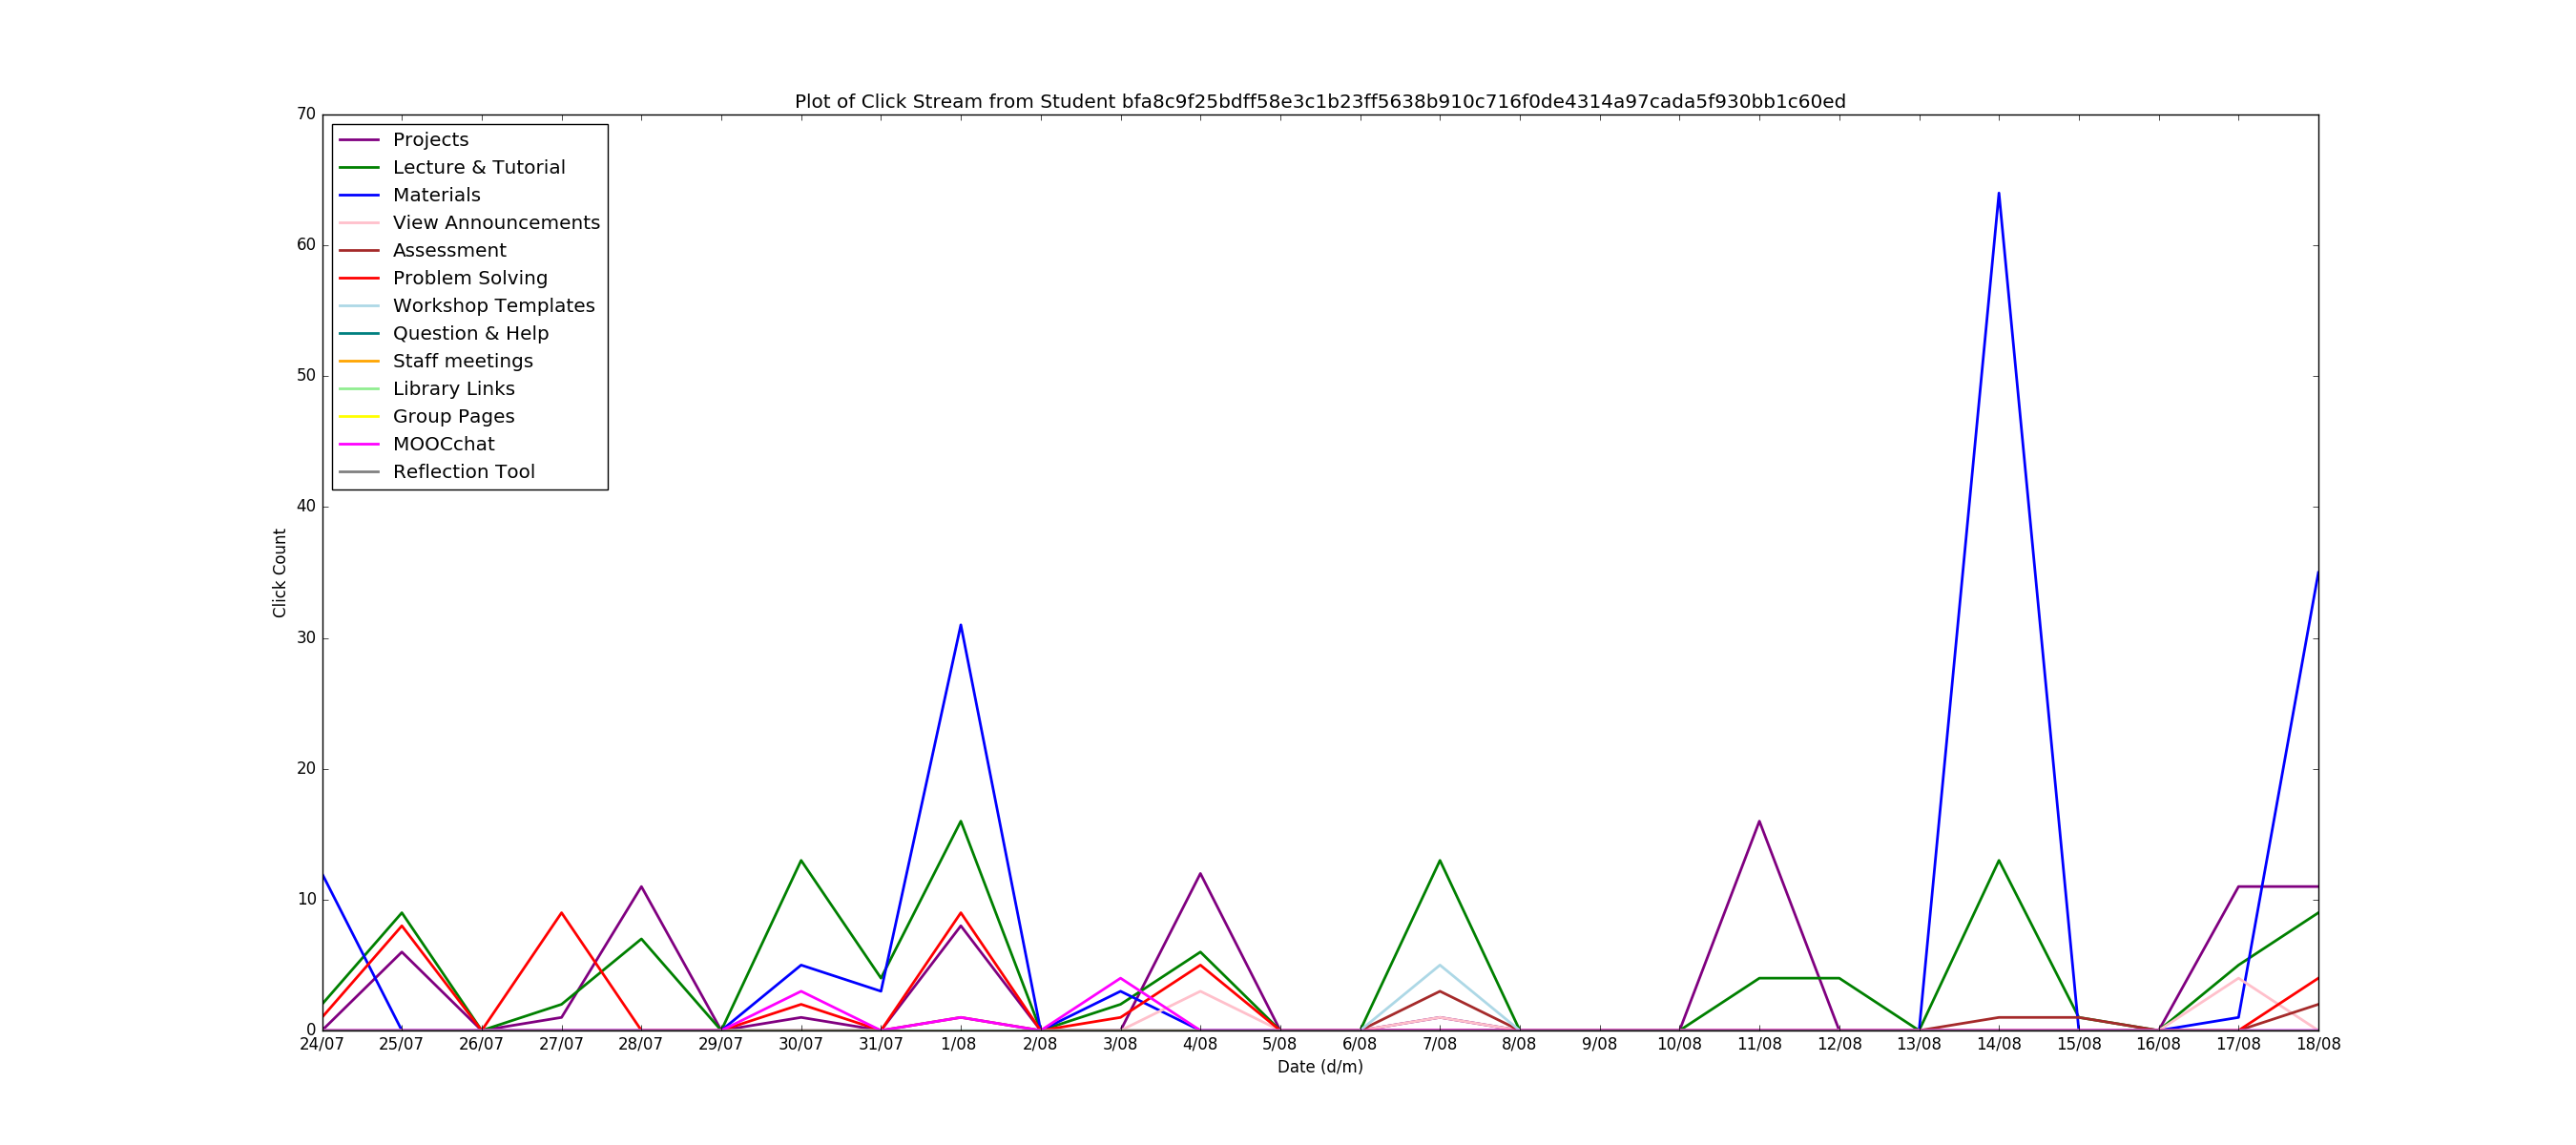 Plot of Click Stream from Student bfa8c9f25bdff58e3c1b23ff5638b910c716f0de4314a97cada5f930bb1c60ed
70
60
50
40
30
20
10
0
Click Count
Projects
Lecture & Tutorial
Materials
View Announcements
Assessment
Problem Solving
Workshop Templates
Question & Help
Staff meetings
Library Links
Group Pages
MOOCchat
Reflection Tool
24/07 25/07 26/07 27/07 28/07 29/07 30/07 31/07 1/08 2/08 3/08 4/08 5/08 6/08 7/08 8/08 9/08 10/08 11/08 12/08 13/08 14/08 15/08 16/08 17/08 18/08
Date (d/m)